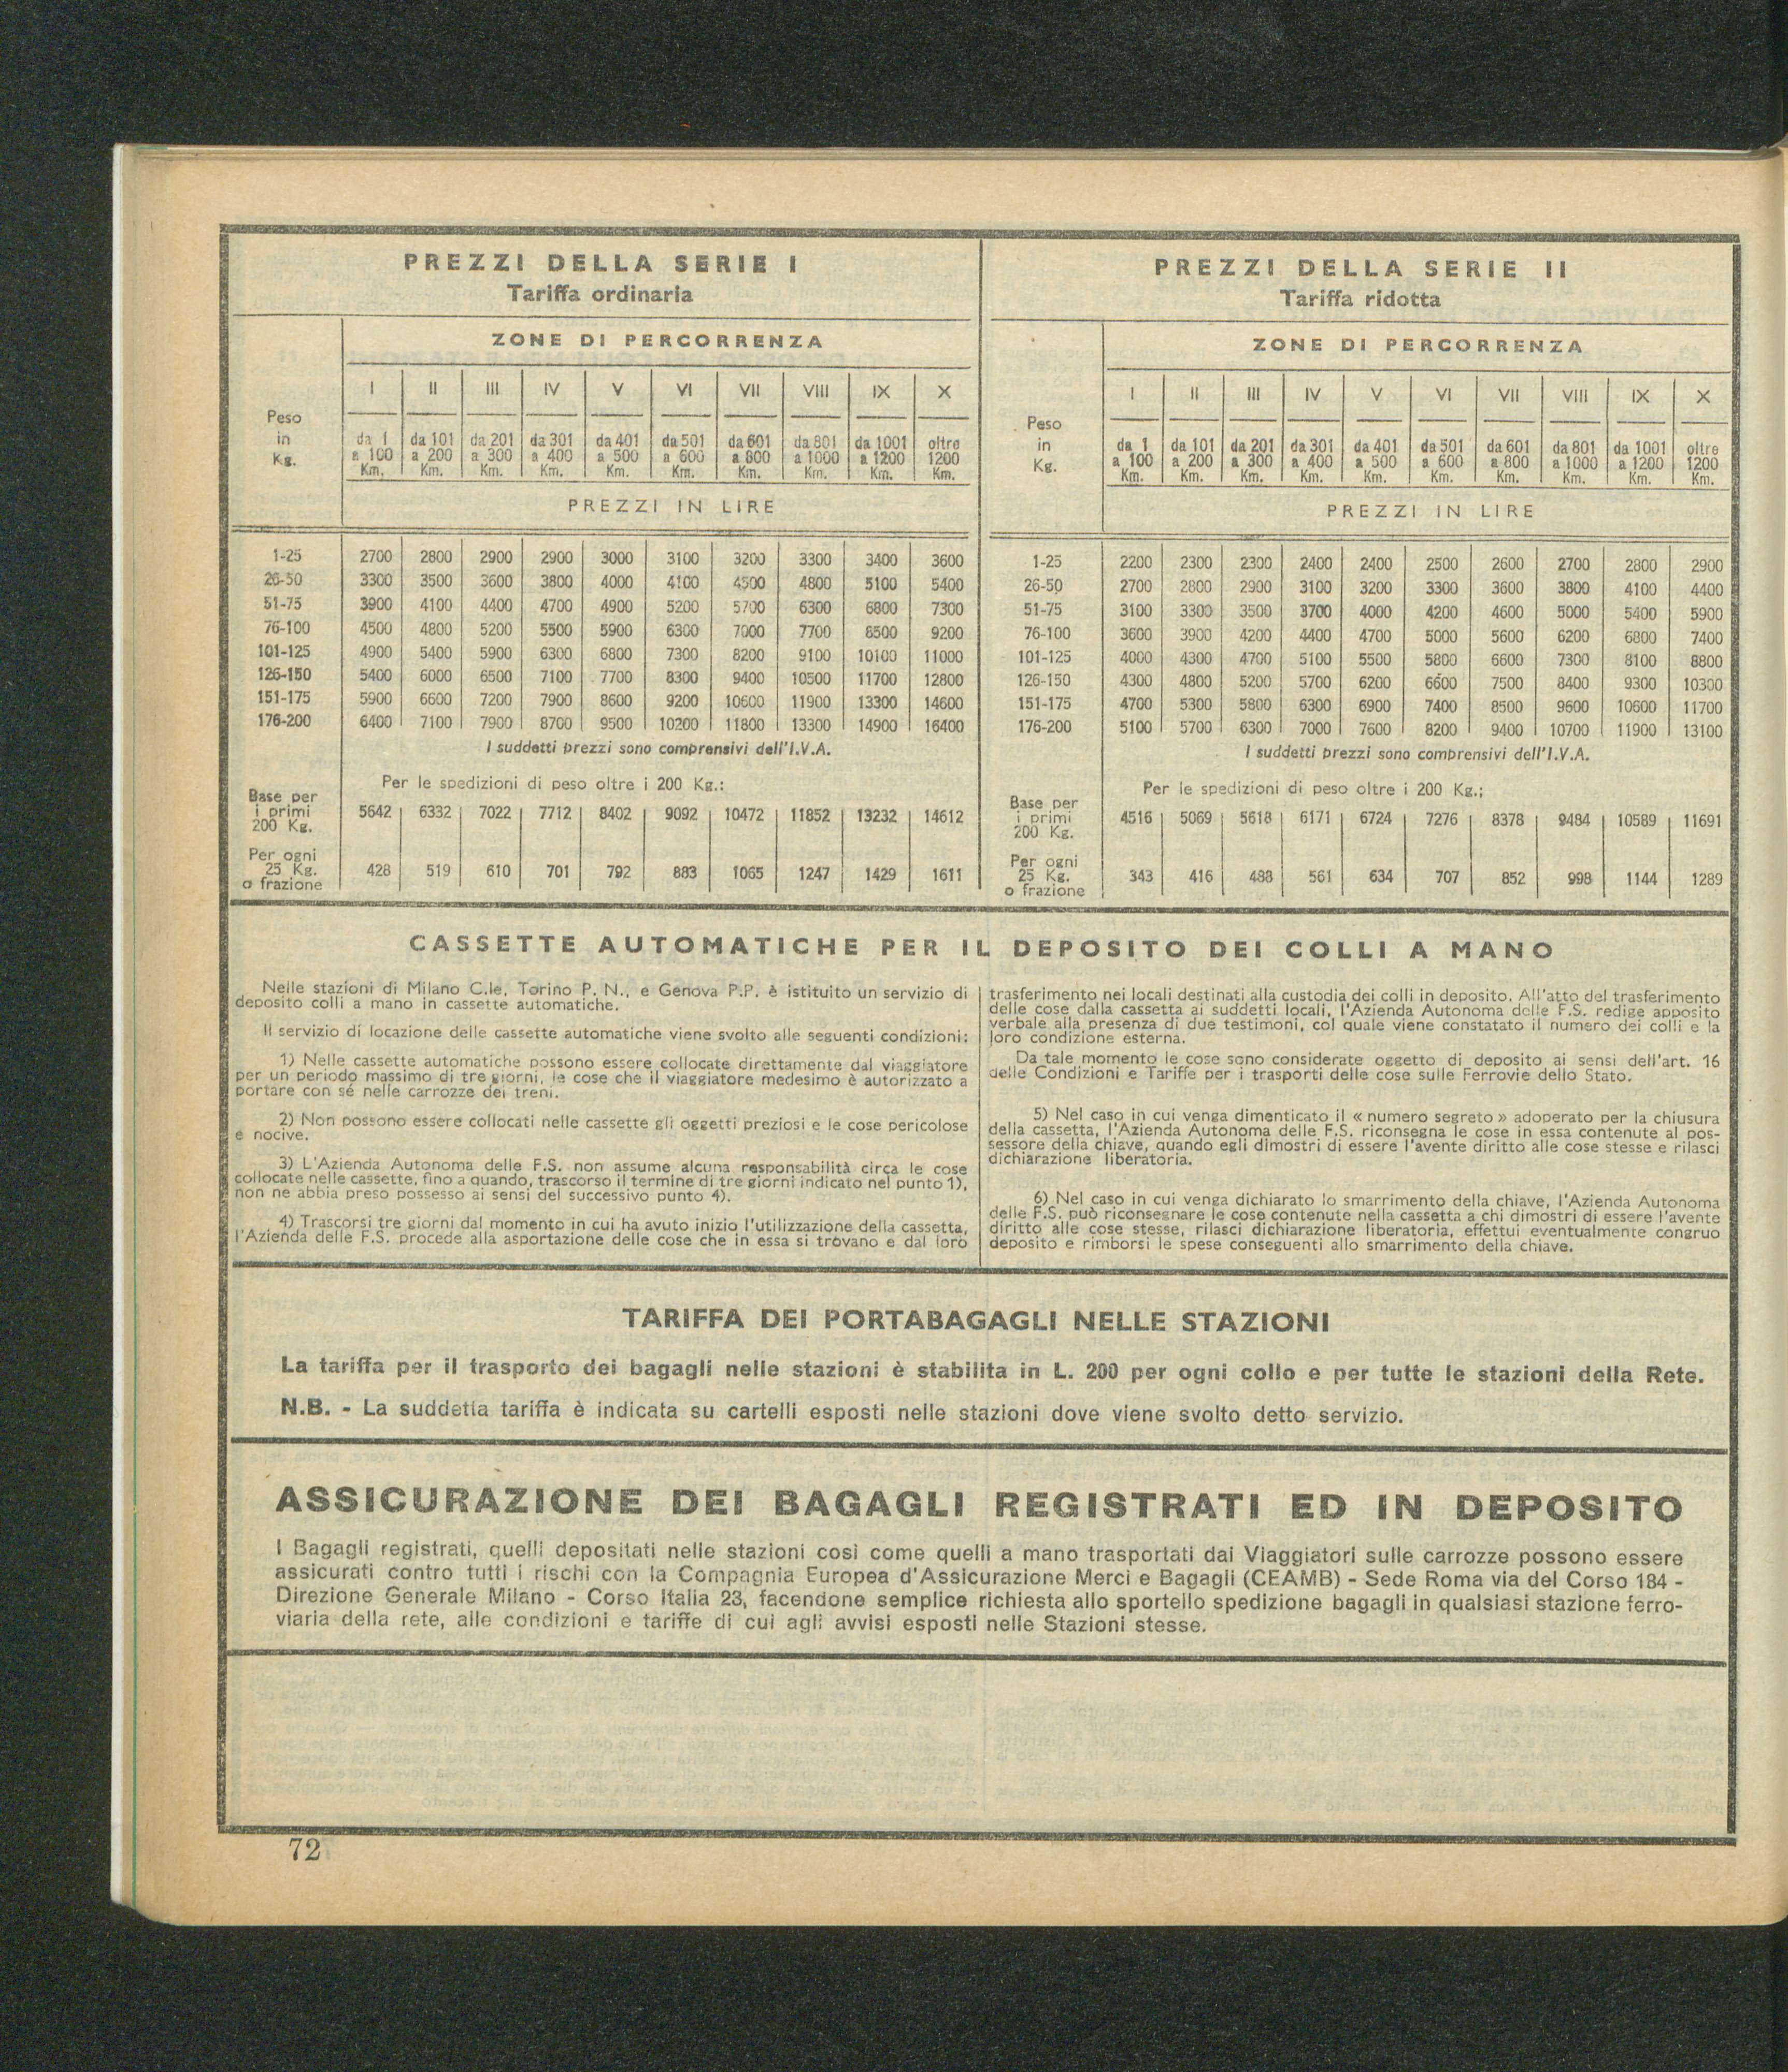 PREZZI DELLA SERIE I
Tariffa ordinaria
ZONE DI PERCORRENZA
Peso in Kg.
I II III IV V VI VII VIII IX X
da 1 a 100 Km. da 101 a 200 Km. da 201 a 300 Km. da 301 a 400 Km. da 401 a 500 Km. da 501 a 600 Km. da 601 a 800 Km. da 801 a 1000 Km. da 1001 a 1200 Km. oltre 1200 Km.
PREZZI IN LIRE
1-25 2700 2800 2900 2900 3000 3100 3200 3300 3400 3600
26-50 3300 3500 3600 3800 4000 4100 4500 4800 5100 5400
51-75 3900 4100 4400 4700 4900 5200 5700 6300 6800 7300
76-100 4500 4800 5200 5500 5900 6300 7000 7700 8500 9200
101-125 4900 5400 5900 6300 6800 7300 8200 9100 10100 11000
126-150 5400 6000 6500 7100 7700 8300 9400 10500 11700 12800
151-175 5900 6600 7200 7900 8600 9200 10600 11900 13300 14600
176-200 6400 7100 7900 8700 9500 10200 11800 13300 14900 16400
I suddetti prezzi sono comprensivi dell'I.V.A.
Per le spedizioni di peso oltre i 200 Kg.:
Base per i primi 200 Kg. 5642 6332 7022 7712 8402 9092 10472 11852 13232 14612
Per ogni 25 Kg. o frazione 428 519 610 701 792 883 1065 1247 1429 1611
PREZZI DELLA SERIE II
Tariffa ridotta
ZONE DI PERCORRENZA
Peso in Kg.
I II III IV V VI VII VIII IX X
da 1 a 100 Km. da 101 a 200 Km. da 201 a 300 Km. da 301 a 400 Km. da 401 a 500 Km. da 501 a 600 Km. da 601 a 800 Km. da 801 a 1000 Km. da 1001 a 1200 Km. oltre 1200 Km.
PREZZI IN LIRE
1-25 2200 2300 2300 2400 2400 2500 2600 2700 2800 2900
26-50 2700 2800 2900 3100 3200 3300 3600 3800 4100 4400
51-75 3100 3300 3500 3700 4000 4200 4600 5000 5400 5900
76-100 3600 3900 4200 4400 4700 5000 5600 6200 6800 7400
101-125 4000 4300 4700 5100 5500 5800 6600 7300 8100 8800
126-150 4300 4800 5200 5700 6200 6600 7500 8400 9300 10300
151-175 4700 5300 5800 6300 6900 7400 8500 9600 10600 11700
176-200 5100 5700 6300 7000 7600 8200 9400 10700 11900 13100
I suddetti prezzi sono comprensivi dell'I.V.A.
Per le spedizioni di peso oltre i 200 Kg.;
Base per i primi 200 Kg. 4516 5069 5618 6171 6724 7276 8378 9484 10589 11691
Per ogni 25 Kg. o frazione 343 416 488 561 634 707 852 998 1144 1289
CASSETTE AUTOMATICHE PER IL DEPOSITO DEI COLLI A MANO
Nelle stazioni di Milano C.le, Torino P. N., e Genova P.P. è istituito un servizio di
deposito colli a mano in cassette automatiche.
Il servizio di locazione delle cassette automatiche viene svolto alle seguenti condizioni:
1) Nelle cassette automatiche possono essere collocate direttamente dal viaggiatore
per un periodo massimo di tre giorni, le cose che il viaggiatore medesimo è autorizzato a
portare con sé nelle carrozze dei treni.
2) Non possono essere collocati nelle cassette gli oggetti preziosi e le cose pericolose
e nocive.
3) L'Azienda Autonoma delle F.S. non assume alcuna responsabilità circa le cose
collocate nelle cassette, fino a quando, trascorso il termine di tre giorni indicato nel punto 1),
non ne abbia preso possesso ai sensi del successivo punto 4).
4) Trascorsi tre giorni dal momento in cui ha avuto inizio l'utilizzazione della cassetta,
l'Azienda delle F.S. procede alla asportazione delle cose che in essa si trovano e dal loro
trasferimento nei locali destinati alla custodia dei colli in deposito. All'atto del trasferimento
delle cose dalla cassetta ai suddetti locali, l'Azienda Autonoma delle F.S. redige apposito
verbale alla presenza di due testimoni, col quale viene constatato il numero dei colli e la
loro condizione esterna.
Da tale momento le cose sono considerate oggetto di deposito ai sensi dell'art. 16
delle Condizioni e Tariffe per i trasporti delle cose sulle Ferrovie dello Stato.
5) Nel caso in cui venga dimenticato il « numero segreto » adoperato per la chiusura
della cassetta, l'Azienda Autonoma delle F.S. riconsegna le cose in essa contenute al pos-
sessore della chiave, quando egli dimostri di essere l'avente diritto alle cose stesse e rilasci
dichiarazione liberatoria.
6) Nel caso in cui venga dichiarato lo smarrimento della chiave, l'Azienda Autonoma
delle F.S. può riconsegnare le cose contenute nella cassetta a chi dimostri di essere l'avente
diritto alle cose stesse, rilasci dichiarazione liberatoria, effettui eventualmente congruo
deposito e rimborsi le spese conseguenti allo smarrimento della chiave.
TARIFFA DEI PORTABAGAGLI NELLE STAZIONI
La tariffa per il trasporto dei bagagli nelle stazioni è stabilita in L. 200 per ogni collo e per tutte le stazioni della Rete.
N.B. - La suddetta tariffa è indicata su cartelli esposti nelle stazioni dove viene svolto detto servizio.
ASSICURAZIONE DEI BAGAGLI REGISTRATI ED IN DEPOSITO
I Bagagli registrati, quelli depositati nelle stazioni così come quelli a mano trasportati dai Viaggiatori sulle carrozze possono essere
assicurati contro tutti i rischi con la Compagnia Europea d'Assicurazione Merci e Bagagli (CEAMB) - Sede Roma via del Corso 184 -
Direzione Generale Milano - Corso Italia 23, facendone semplice richiesta allo sportello spedizione bagagli in qualsiasi stazione ferro-
viaria della rete, alle condizioni e tariffe di cui agli avvisi esposti nelle Stazioni stesse.
72